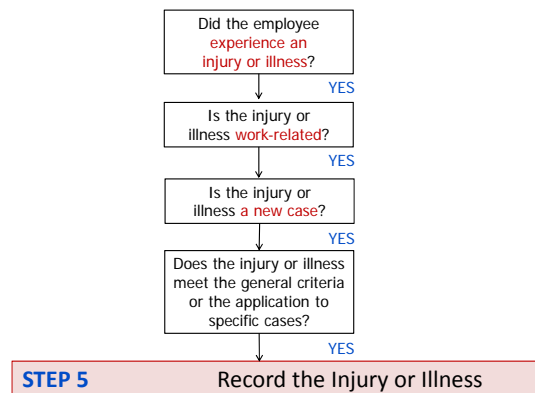 Did the employee
experience an
injury or illness?
YES
Is the injury or
illness work-related?
YES
Is the injury or
illness a new case?
YES
Does the injury or illness
meet the general criteria
or the application to
specific cases?
YES
STEP 5 Record the Injury or Illness